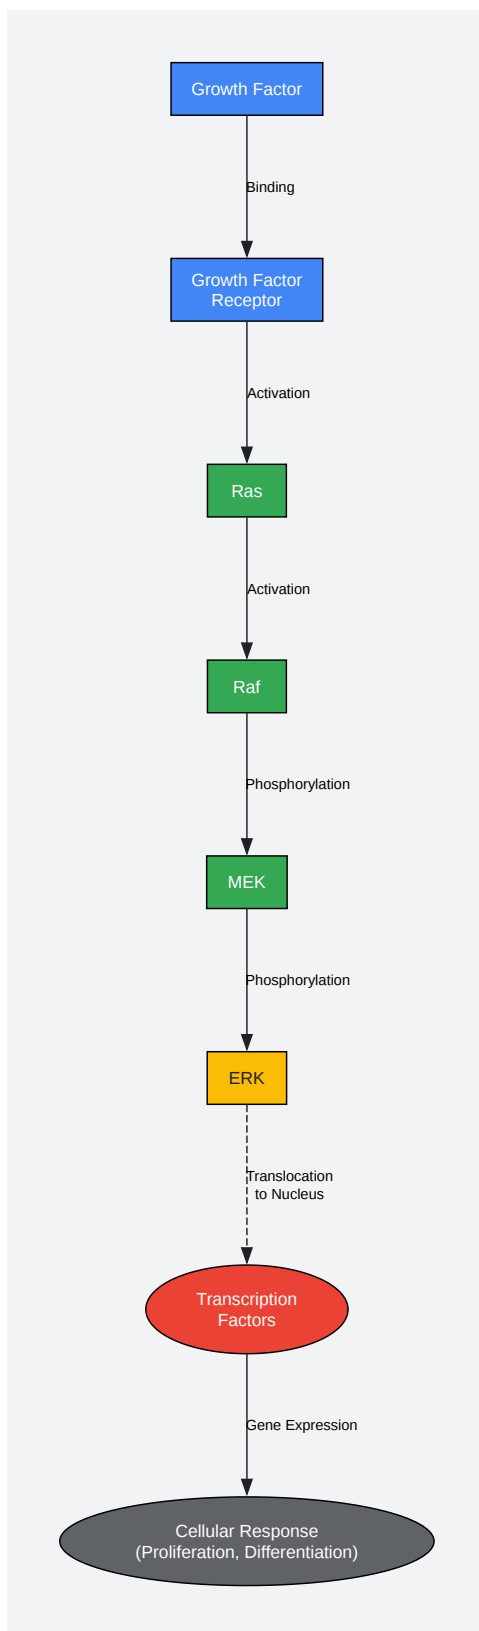 Growth Factor
Binding
Growth Factor
Receptor
Activation
Ras
Activation
Raf
Phosphorylation
MEK
Phosphorylation
ERK
Translocation
to Nucleus
Transcription
Factors
Gene Expression
Cellular Response
(Proliferation, Differentiation)